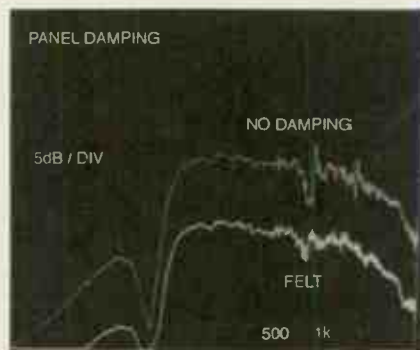 PANEL DAMPING
NO DAMPING
5dB / DIV
FELT
500 1k